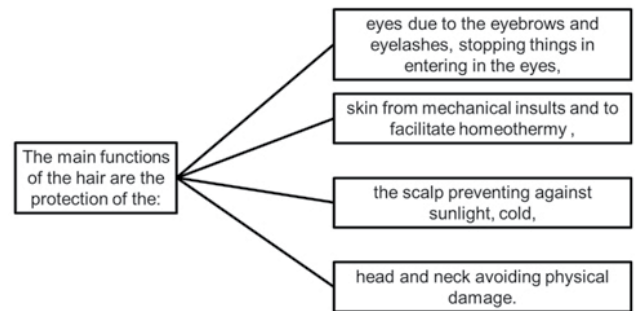 eyes due to the eyebrows and
eyelashes, stopping things in
entering in the eyes,
skin from mechanical insults and to
facilitate homeothermy ,
The main functions
of the hair are the
protection of the:
the scalp preventing against
sunlight, cold,
head and neck avoiding physical
damage.